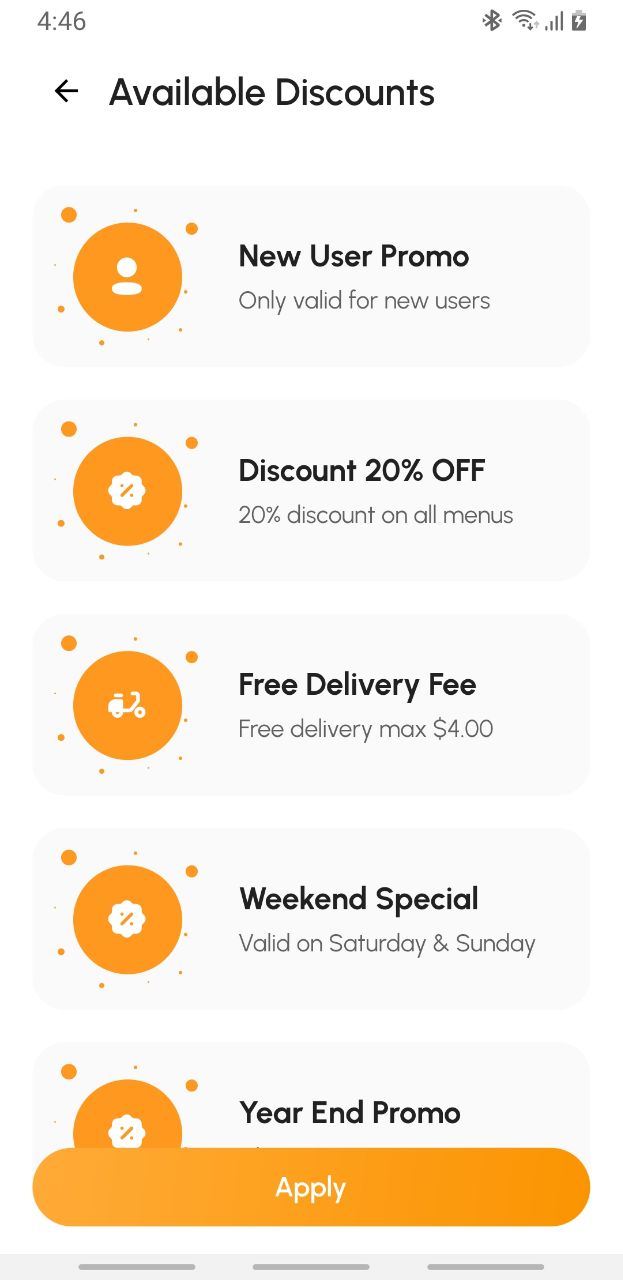 4:46
Available Discounts
New User Promo
Only valid for new users
Discount 20% OFF
20% discount on all menus
Free Delivery Fee
Free delivery max $4.00
Weekend Special
Valid on Saturday & Sunday
Year End Promo
Apply